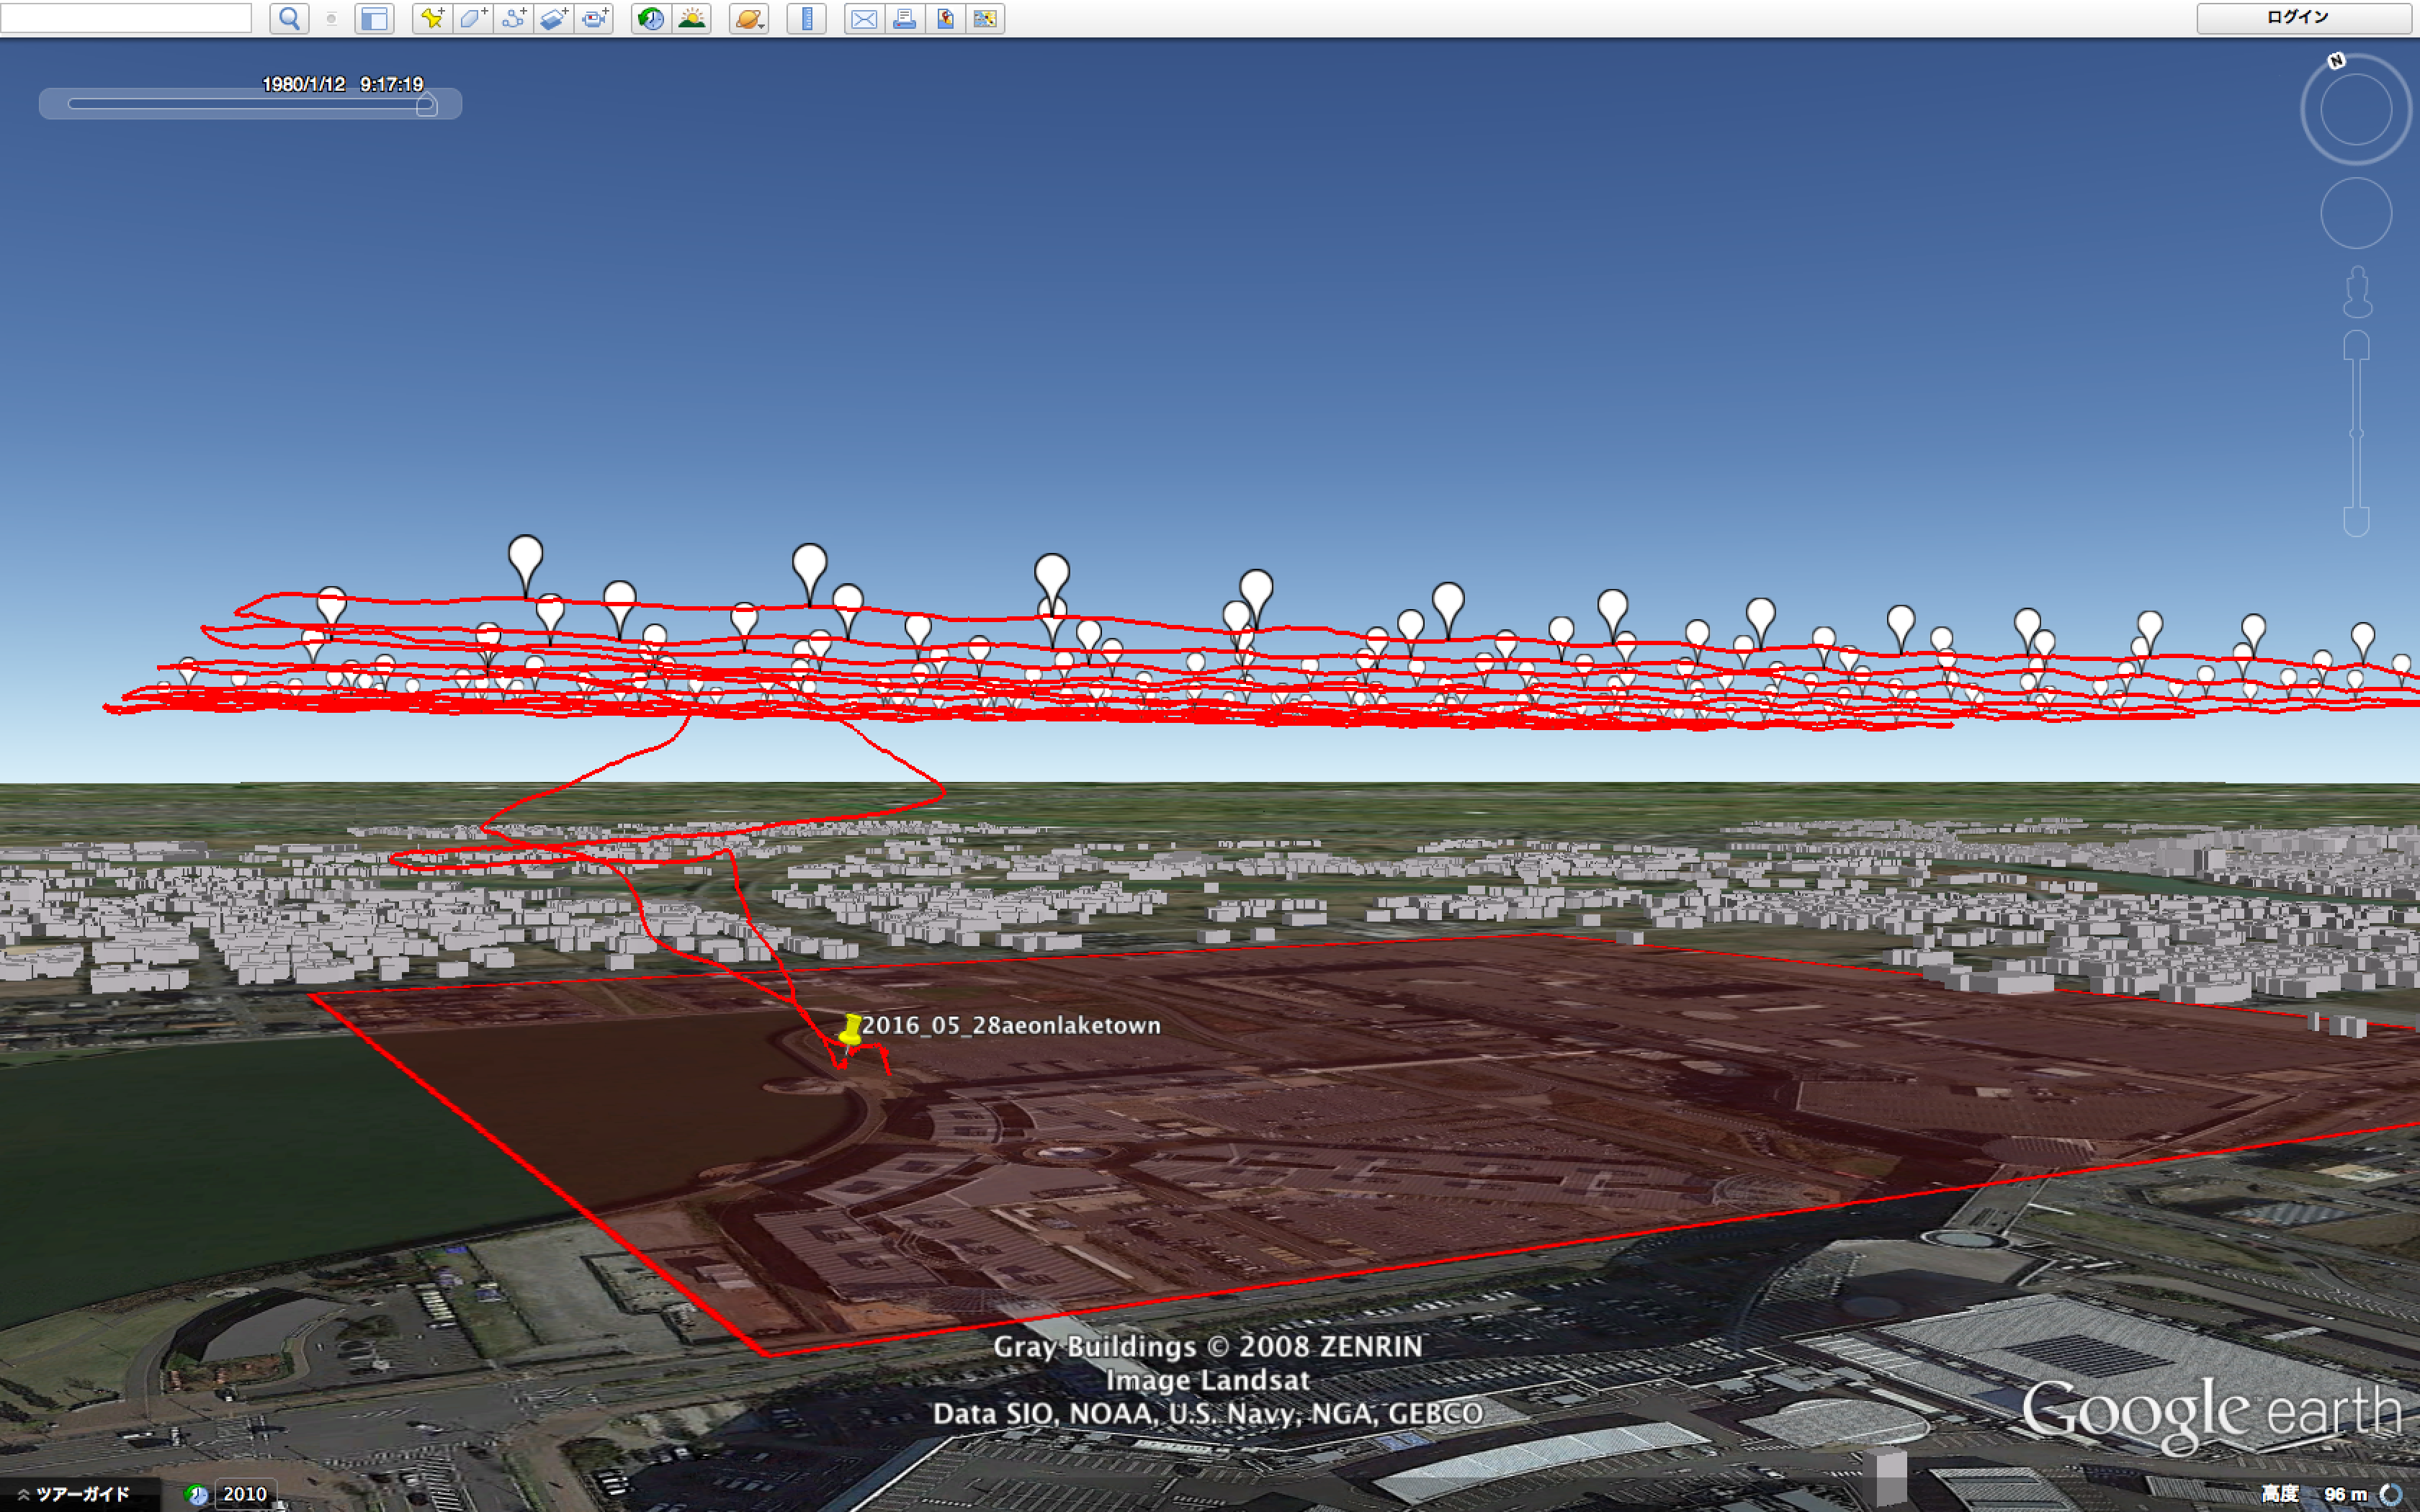 ログイン
1980/1/12 9:17:19
N
2016_05_28aeonlaketown
Gray Buildings © 2008 ZENRIN
Image Landsat
Data SIO, NOAA, U.S. Navy, NGA, GEBCO
Google earth
ツアーガイド
2010
高度 96 m